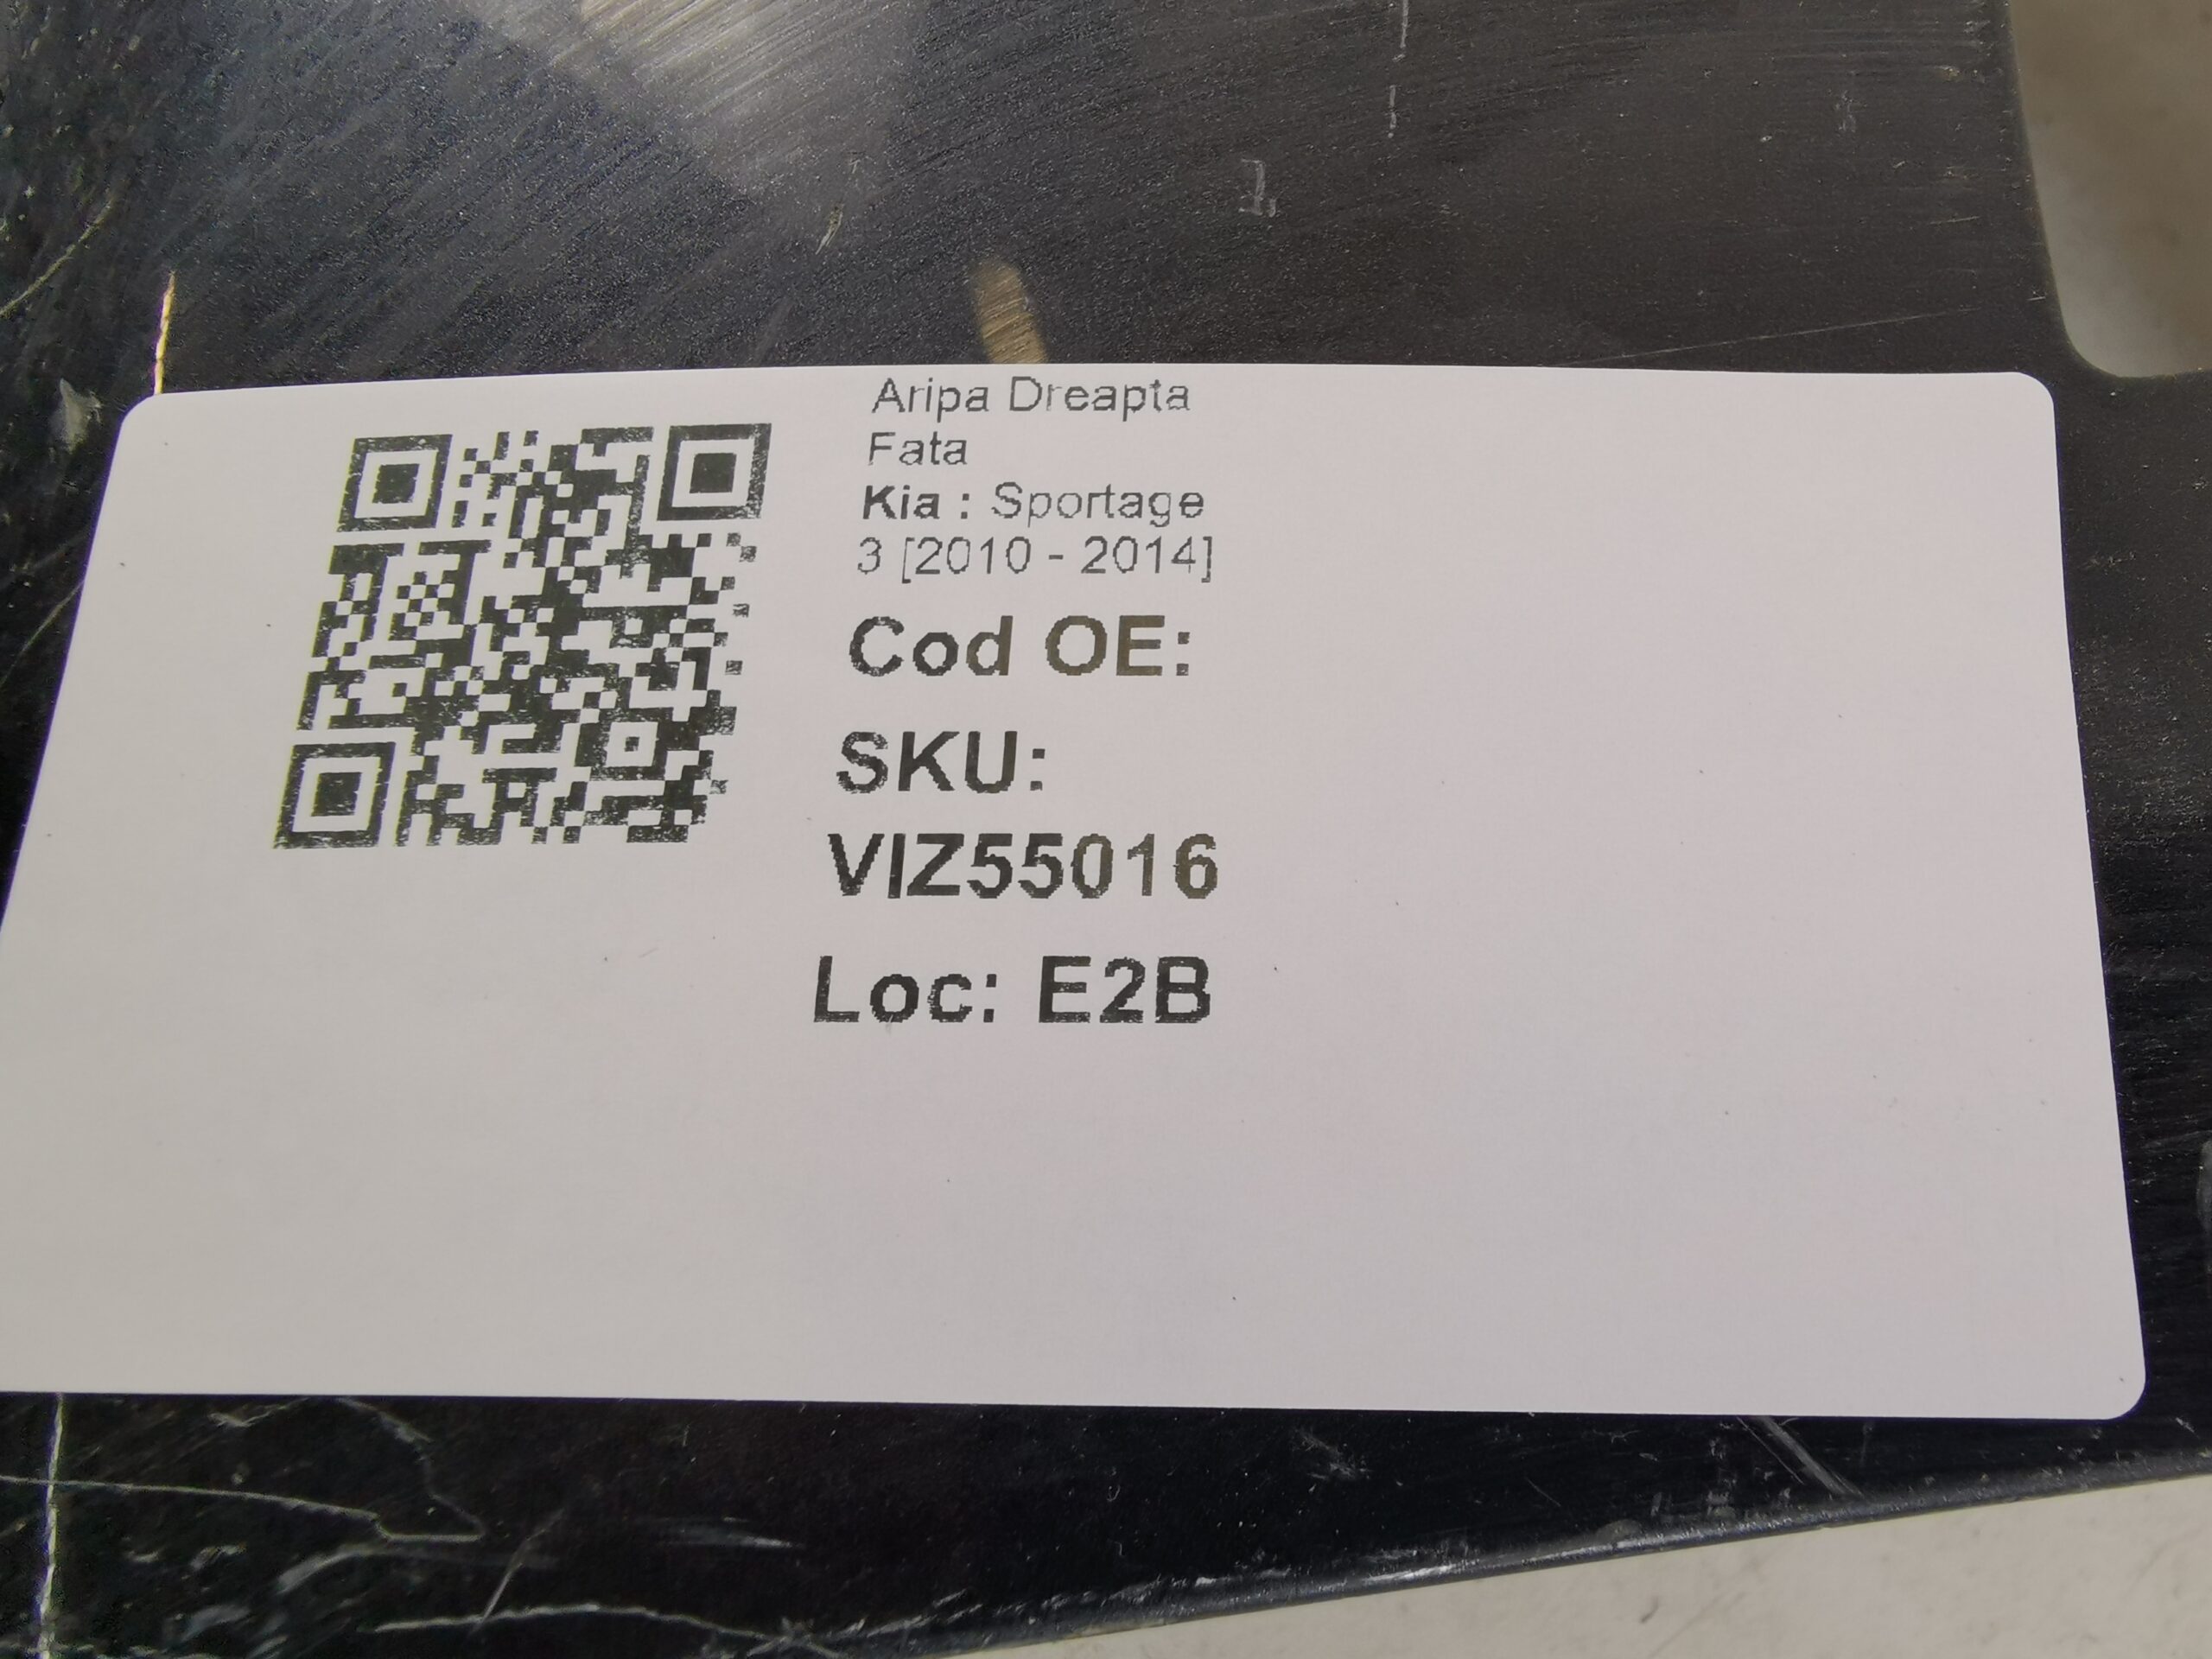 Aripa Dreapta
Fata
Kia : Sportage
3 [2010 - 2014]
Cod OE:
SKU:
VIZ55016
Loc: E2B